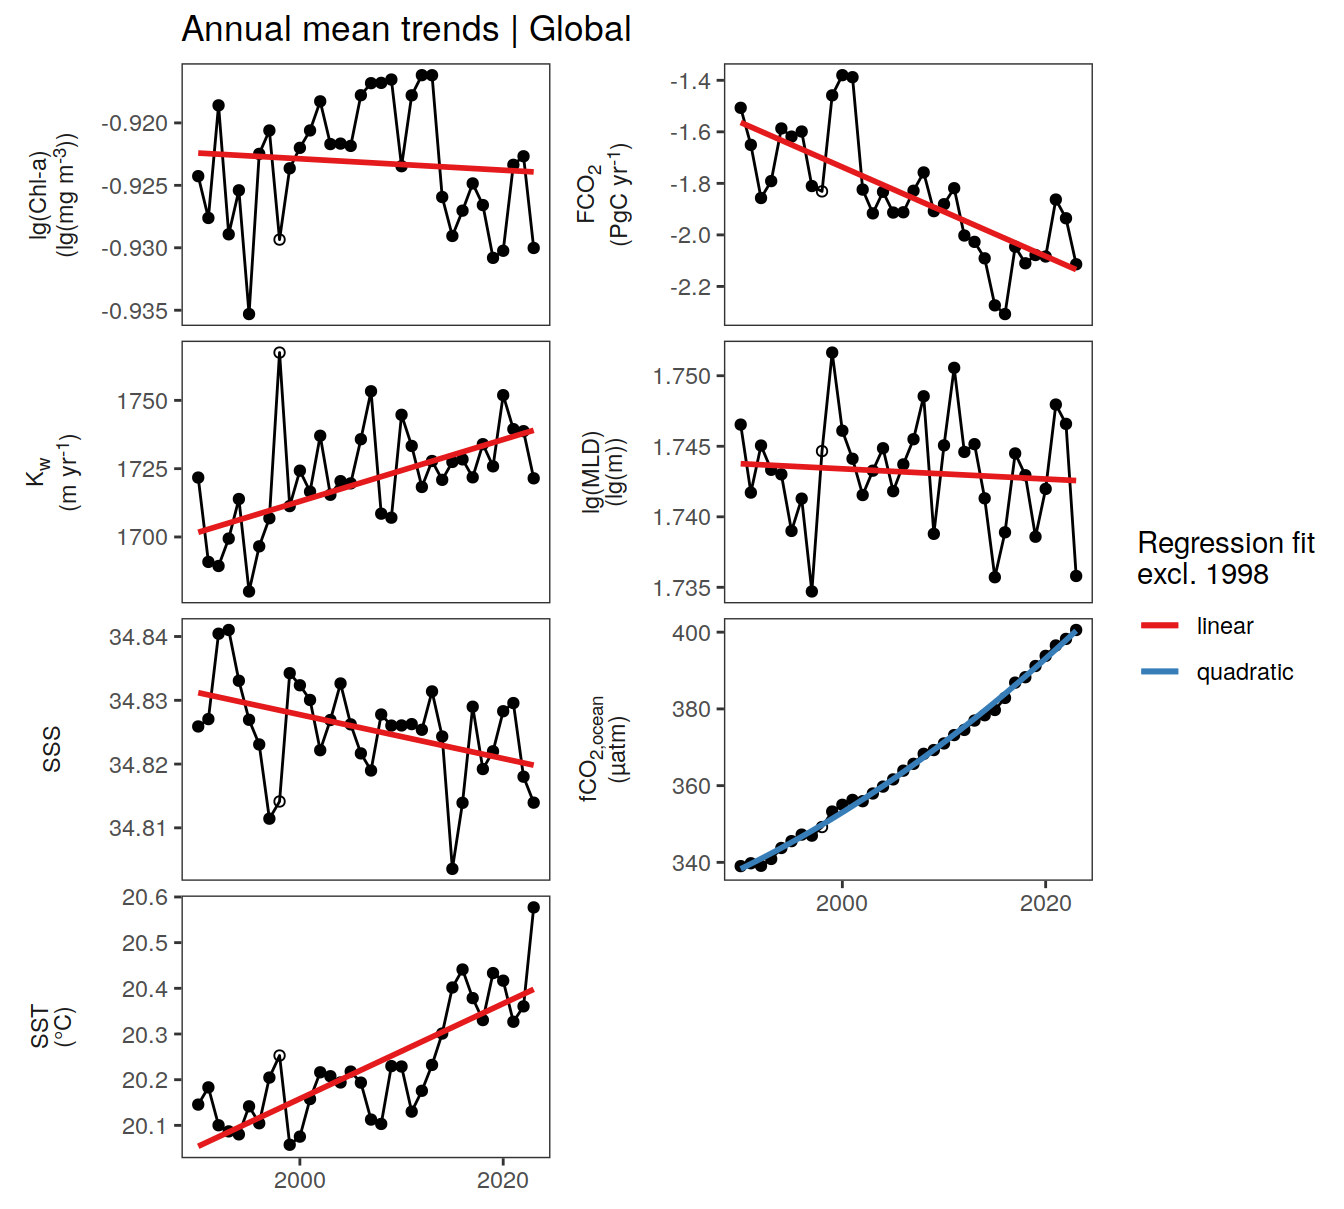 Annual mean trends | Global
lg(Chl-a)
(lg(mg m⁻³))
-0.920
-0.925
-0.930
-0.935
FCO₂
(PgC yr⁻¹)
-1.4
-1.6
-1.8
-2.0
-2.2
K_w
(m yr⁻¹)
1750
1725
1700
lg(MLD)
(lg(m))
1.750
1.745
1.740
1.735
SSS
34.84
34.83
34.82
34.81
fCO₂,ocean
(µatm)
400
380
360
340
2000
2020
SST
(°C)
20.6
20.5
20.4
20.3
20.2
20.1
2000
2020
Regression fit
excl. 1998
linear
quadratic